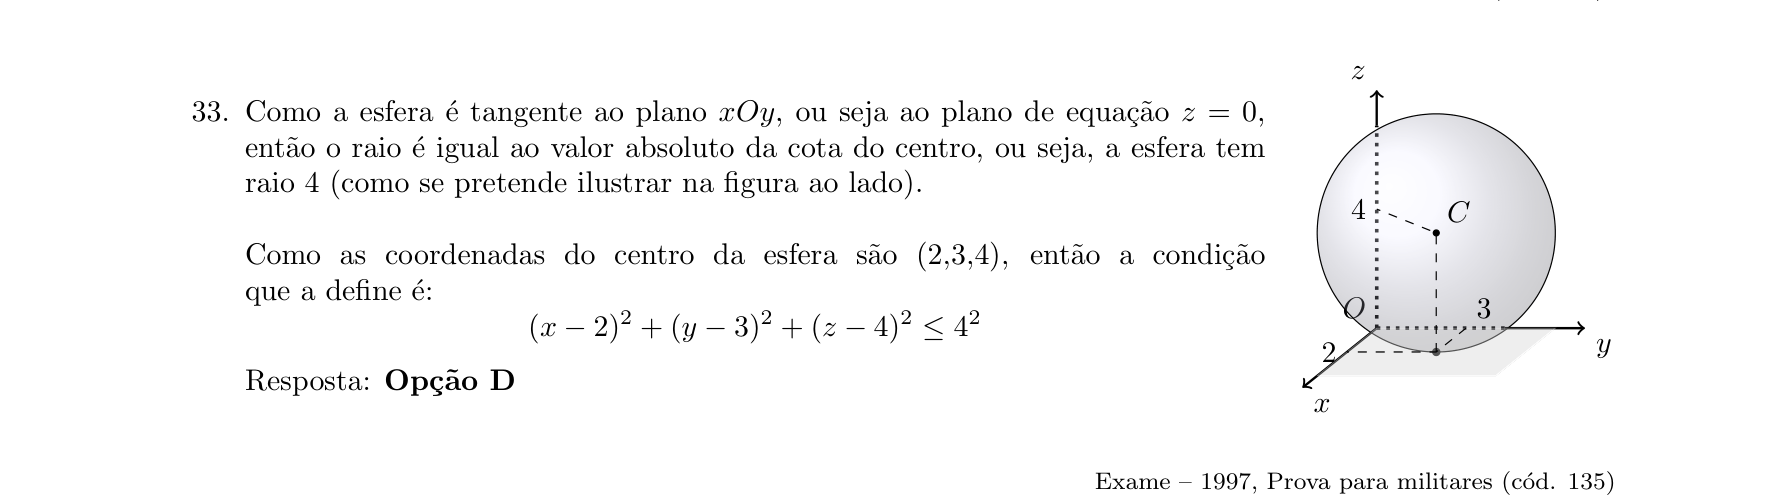 33. Como a esfera é tangente ao plano xOy, ou seja ao plano de equação z = 0,
então o raio é igual ao valor absoluto da cota do centro, ou seja, a esfera tem
raio 4 (como se pretende ilustrar na figura ao lado).
Como as coordenadas do centro da esfera são (2,3,4), então a condição
que a define é:
(x − 2)² + (y − 3)² + (z − 4)² ≤ 4²
Resposta: Opção D
z
4
C
O
3
2
y
x
Exame – 1997, Prova para militares (cód. 135)